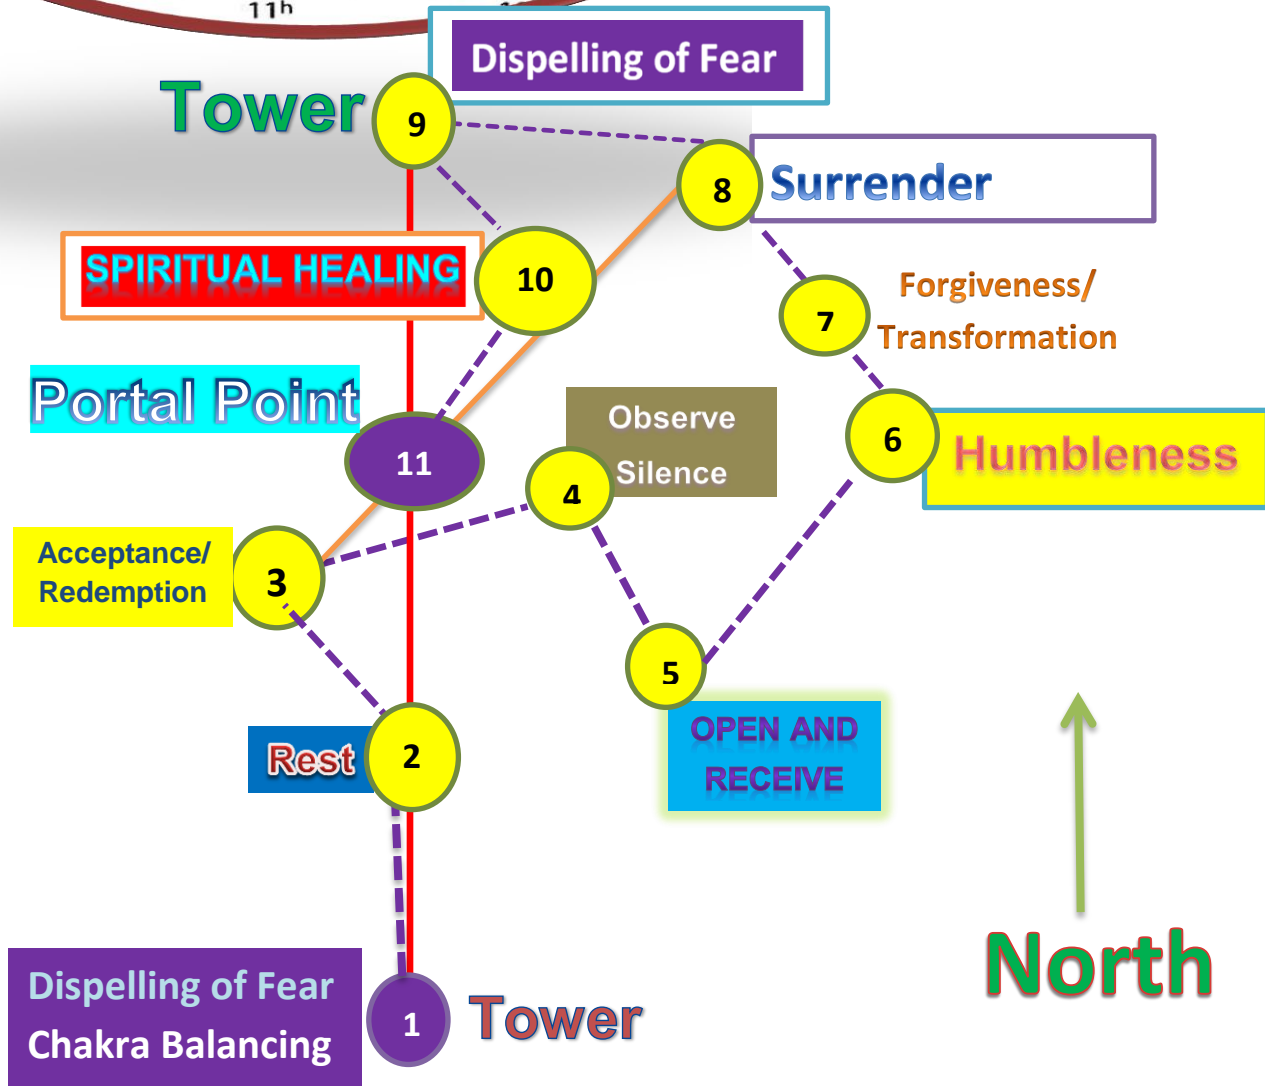 11ʰ
Dispelling of Fear
Tower
9
8
Surrender
SPIRITUAL HEALING
10
Forgiveness/
Transformation
7
Portal Point
Observe
Silence
6
Humbleness
11
4
Acceptance/
Redemption
3
5
OPEN AND
RECEIVE
Rest
2
North
Dispelling of Fear
Chakra Balancing
1
Tower